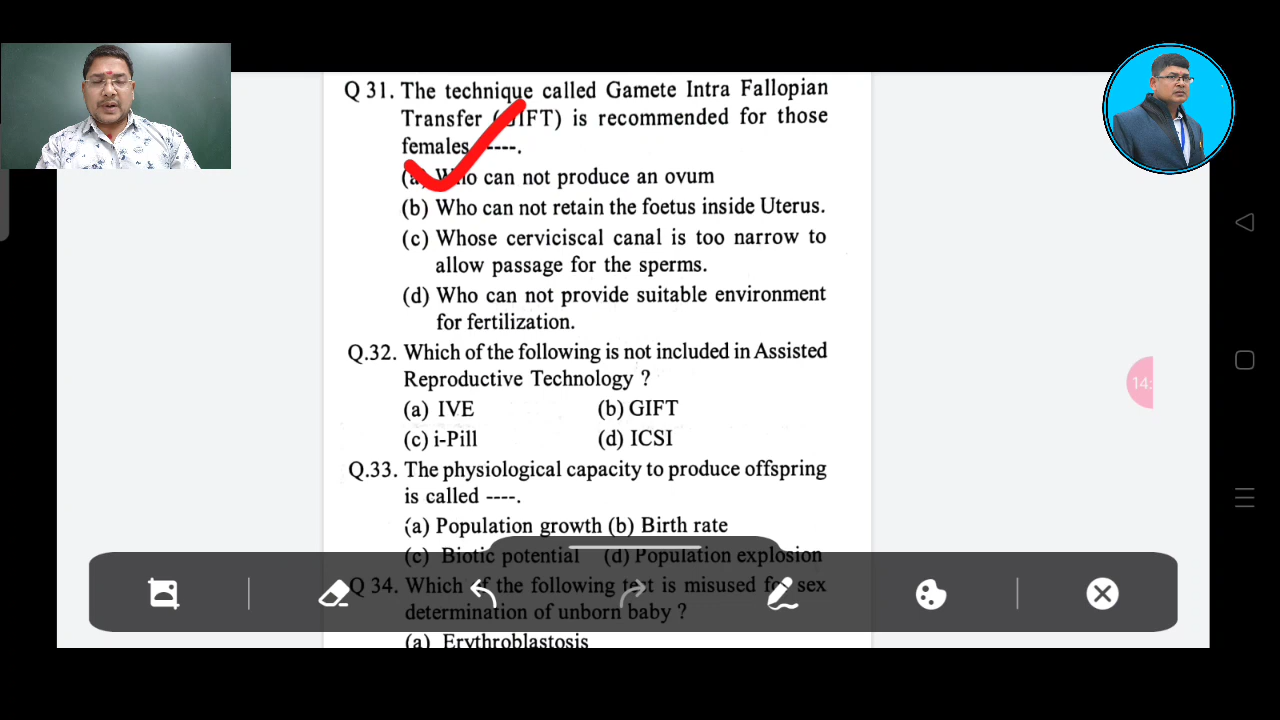 Q 31. The technique called Gamete Intra Fallopian
Transfer (GIFT) is recommended for those
females ----.
(a) Who can not produce an ovum
(b) Who can not retain the foetus inside Uterus.
(c) Whose cerviciscal canal is too narrow to
allow passage for the sperms.
(d) Who can not provide suitable environment
for fertilization.
Q.32. Which of the following is not included in Assisted
Reproductive Technology ?
(a) IVE (b) GIFT
(c) i-Pill (d) ICSI
Q.33. The physiological capacity to produce offspring
is called ----.
(a) Population growth (b) Birth rate
(c) Biotic potential (d) Population explosion
Q 34. Which of the following test is misused for sex
determination of unborn baby ?
(a) Erythroblastosis
14: